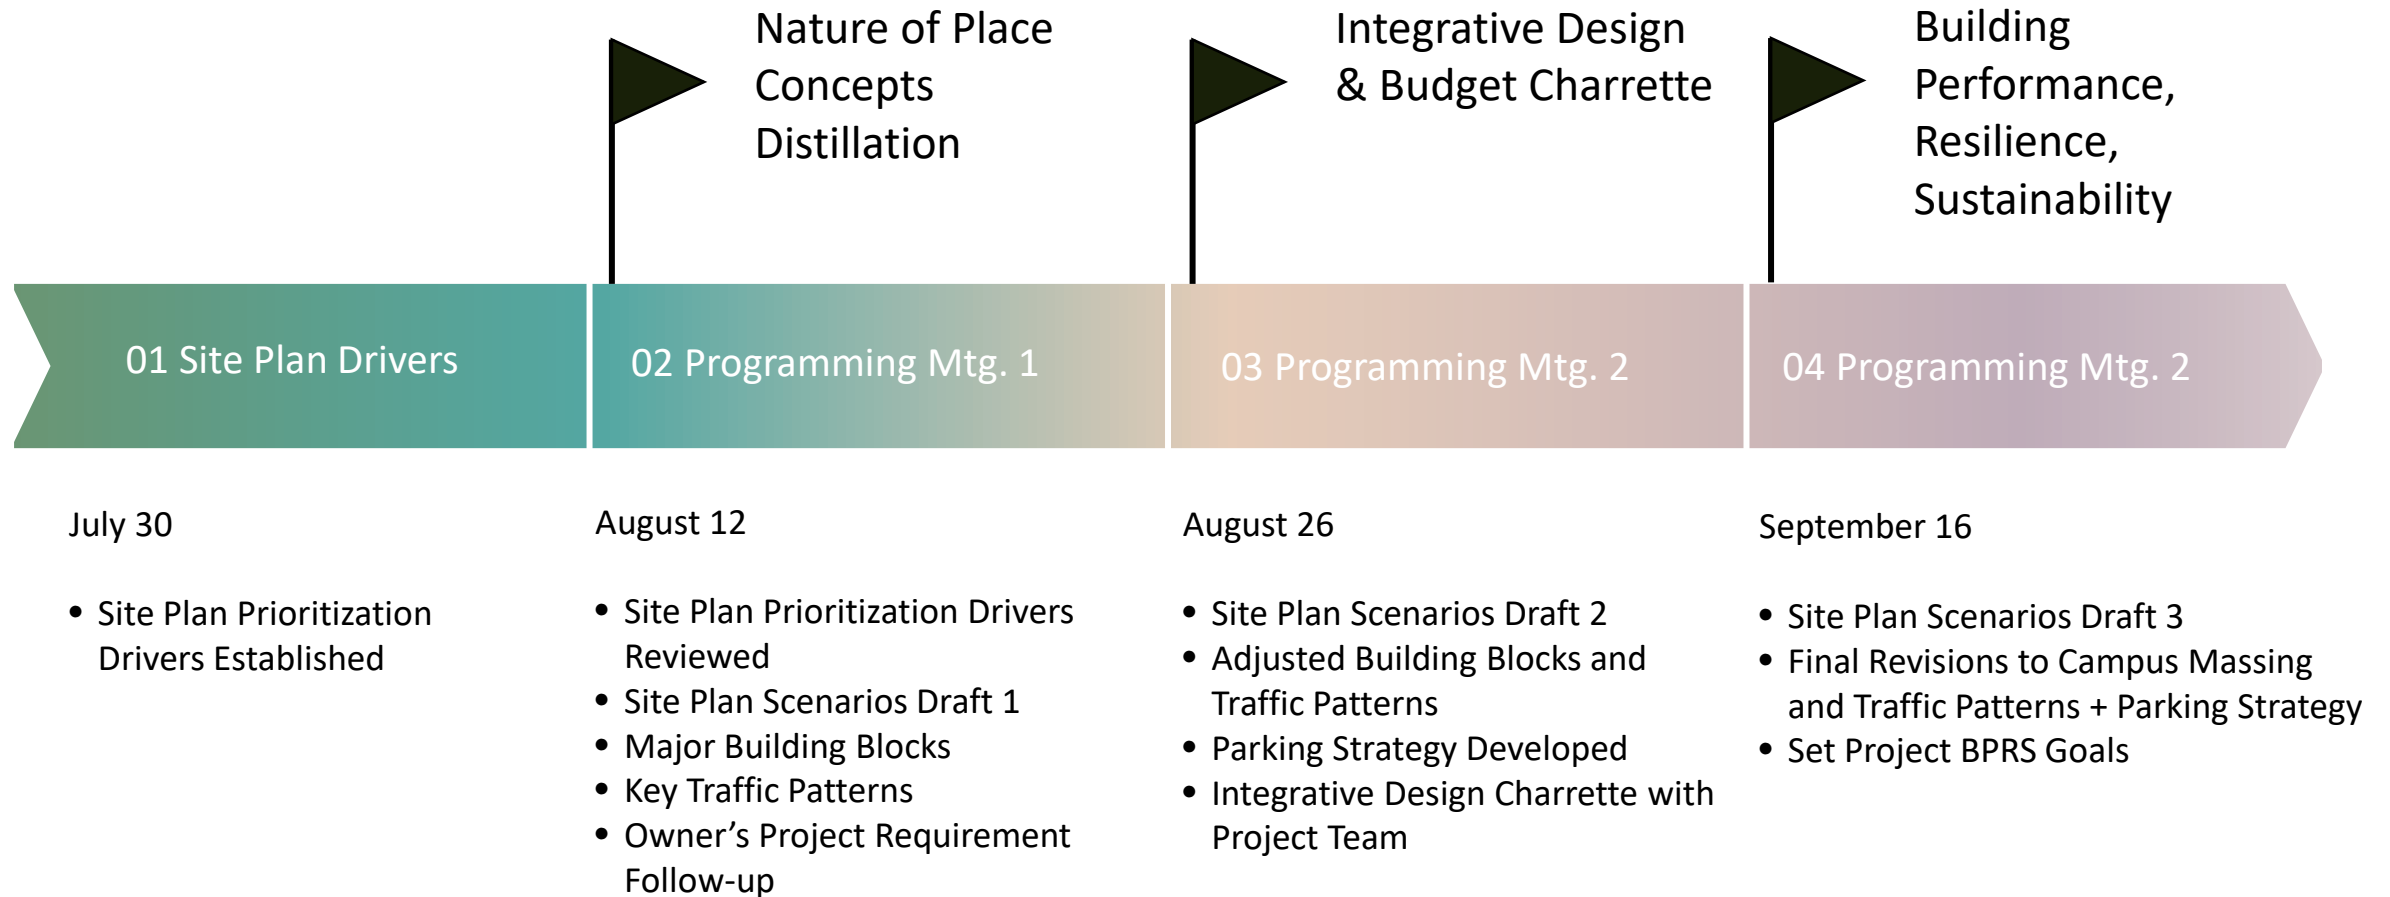 Nature of Place
Concepts
Distillation
Integrative Design
& Budget Charrette
Building
Performance,
Resilience,
Sustainability
01 Site Plan Drivers
02 Programming Mtg. 1
03 Programming Mtg. 2
04 Programming Mtg. 2
July 30
• Site Plan Prioritization
Drivers Established
August 12
• Site Plan Prioritization Drivers
Reviewed
• Site Plan Scenarios Draft 1
• Major Building Blocks
• Key Traffic Patterns
• Owner’s Project Requirement
Follow-up
August 26
• Site Plan Scenarios Draft 2
• Adjusted Building Blocks and
Traffic Patterns
• Parking Strategy Developed
• Integrative Design Charrette with
Project Team
September 16
• Site Plan Scenarios Draft 3
• Final Revisions to Campus Massing
and Traffic Patterns + Parking Strategy
• Set Project BPRS Goals